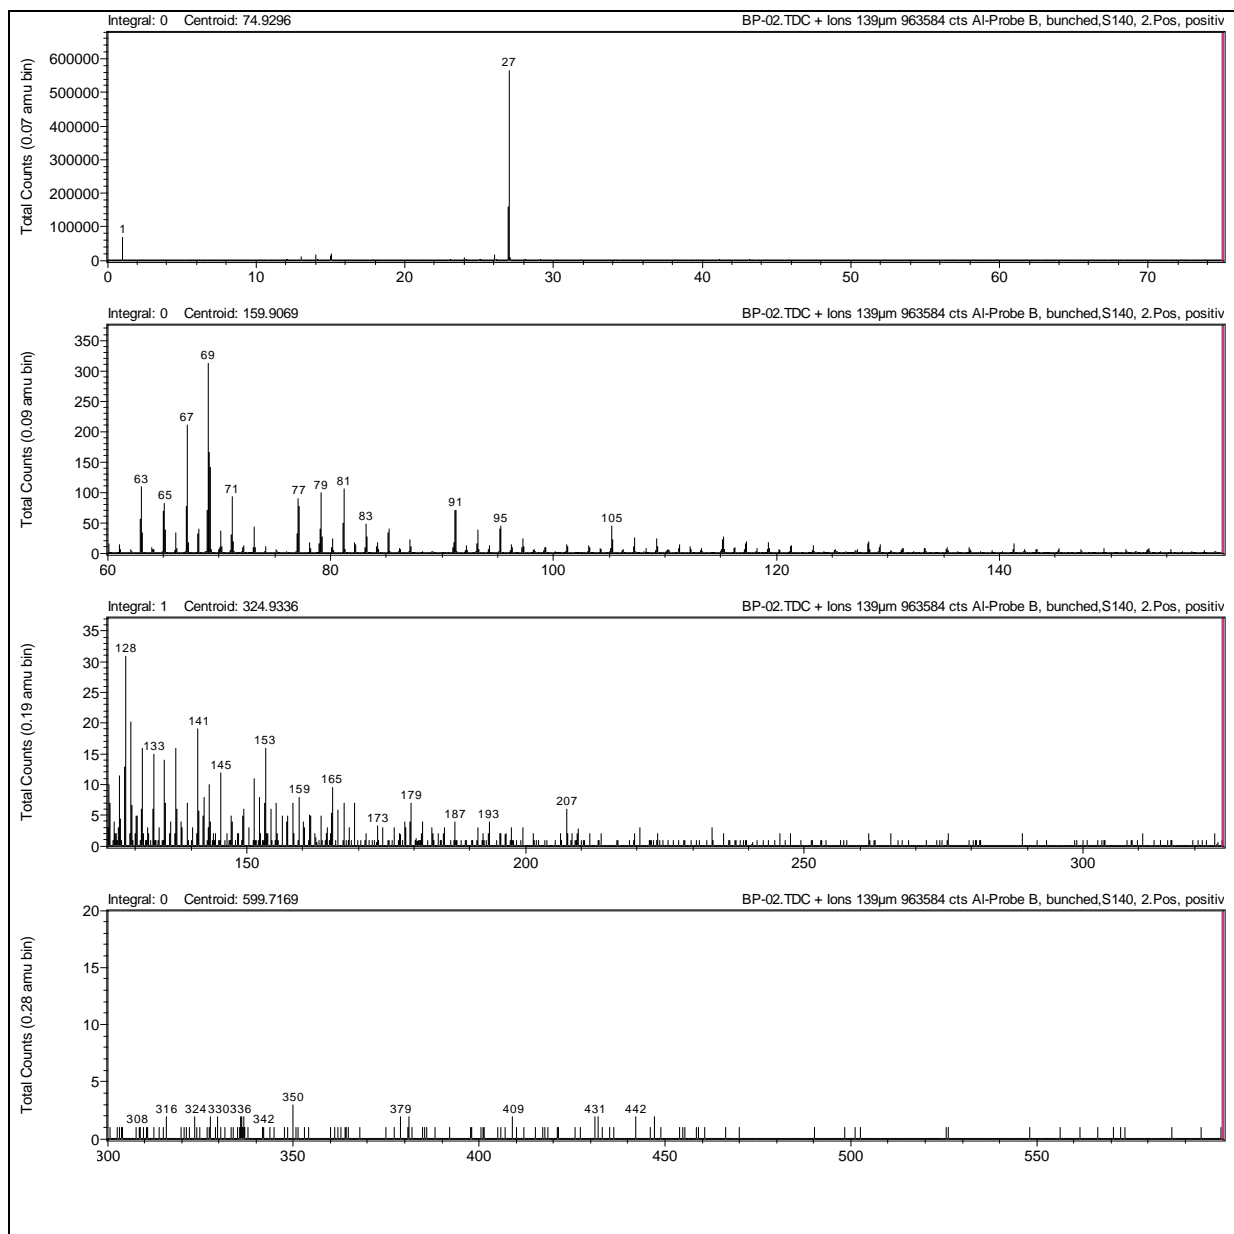 Integral: 0 Centroid: 74.9296 BP-02.TDC + Ions 139µm 963584 cts Al-Probe B, bunched,S140, 2.Pos, positiv
Total Counts (0.07 amu bin)
600000
500000
400000
300000
200000
100000
0
27
1
0 10 20 30 40 50 60 70
Integral: 0 Centroid: 159.9069 BP-02.TDC + Ions 139µm 963584 cts Al-Probe B, bunched,S140, 2.Pos, positiv
Total Counts (0.09 amu bin)
350
300
250
200
150
100
50
0
63 65 67 69 71 77 79 81 83 91 95 105
60 80 100 120 140
Integral: 1 Centroid: 324.9336 BP-02.TDC + Ions 139µm 963584 cts Al-Probe B, bunched,S140, 2.Pos, positiv
Total Counts (0.19 amu bin)
35
30
25
20
15
10
5
0
128 133 141 145 153 159 165 173 179 187 193 207
150 200 250 300
Integral: 0 Centroid: 599.7169 BP-02.TDC + Ions 139µm 963584 cts Al-Probe B, bunched,S140, 2.Pos, positiv
Total Counts (0.28 amu bin)
20
15
10
5
0
308 316 324 330 336 342 350 379 409 431 442
300 350 400 450 500 550